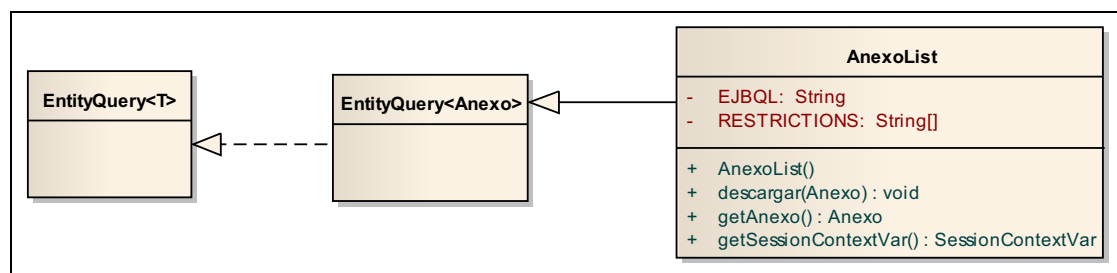 EntityQuery<T>
EntityQuery<Anexo>
AnexoList
- EJBQL: String
- RESTRICTIONS: String[]
+ AnexoList()
+ descargar(Anexo) : void
+ getAnexo() : Anexo
+ getSessionContextVar() : SessionContextVar